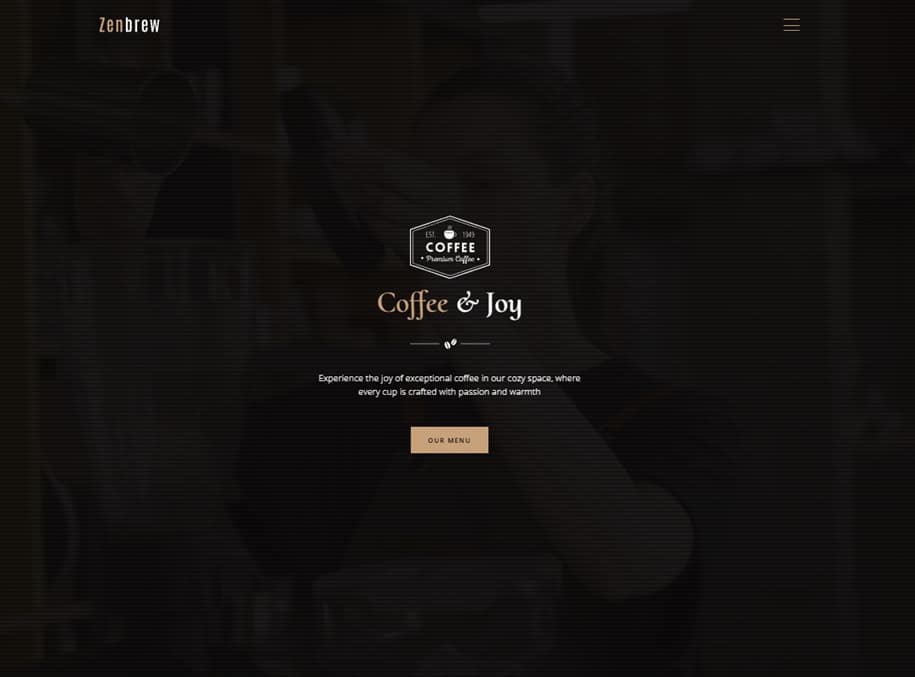 Zenbrew
EST. 1949
COFFEE
Premium Coffee
Coffee & Joy
Experience the joy of exceptional coffee in our cozy space, where
every cup is crafted with passion and warmth
OUR MENU